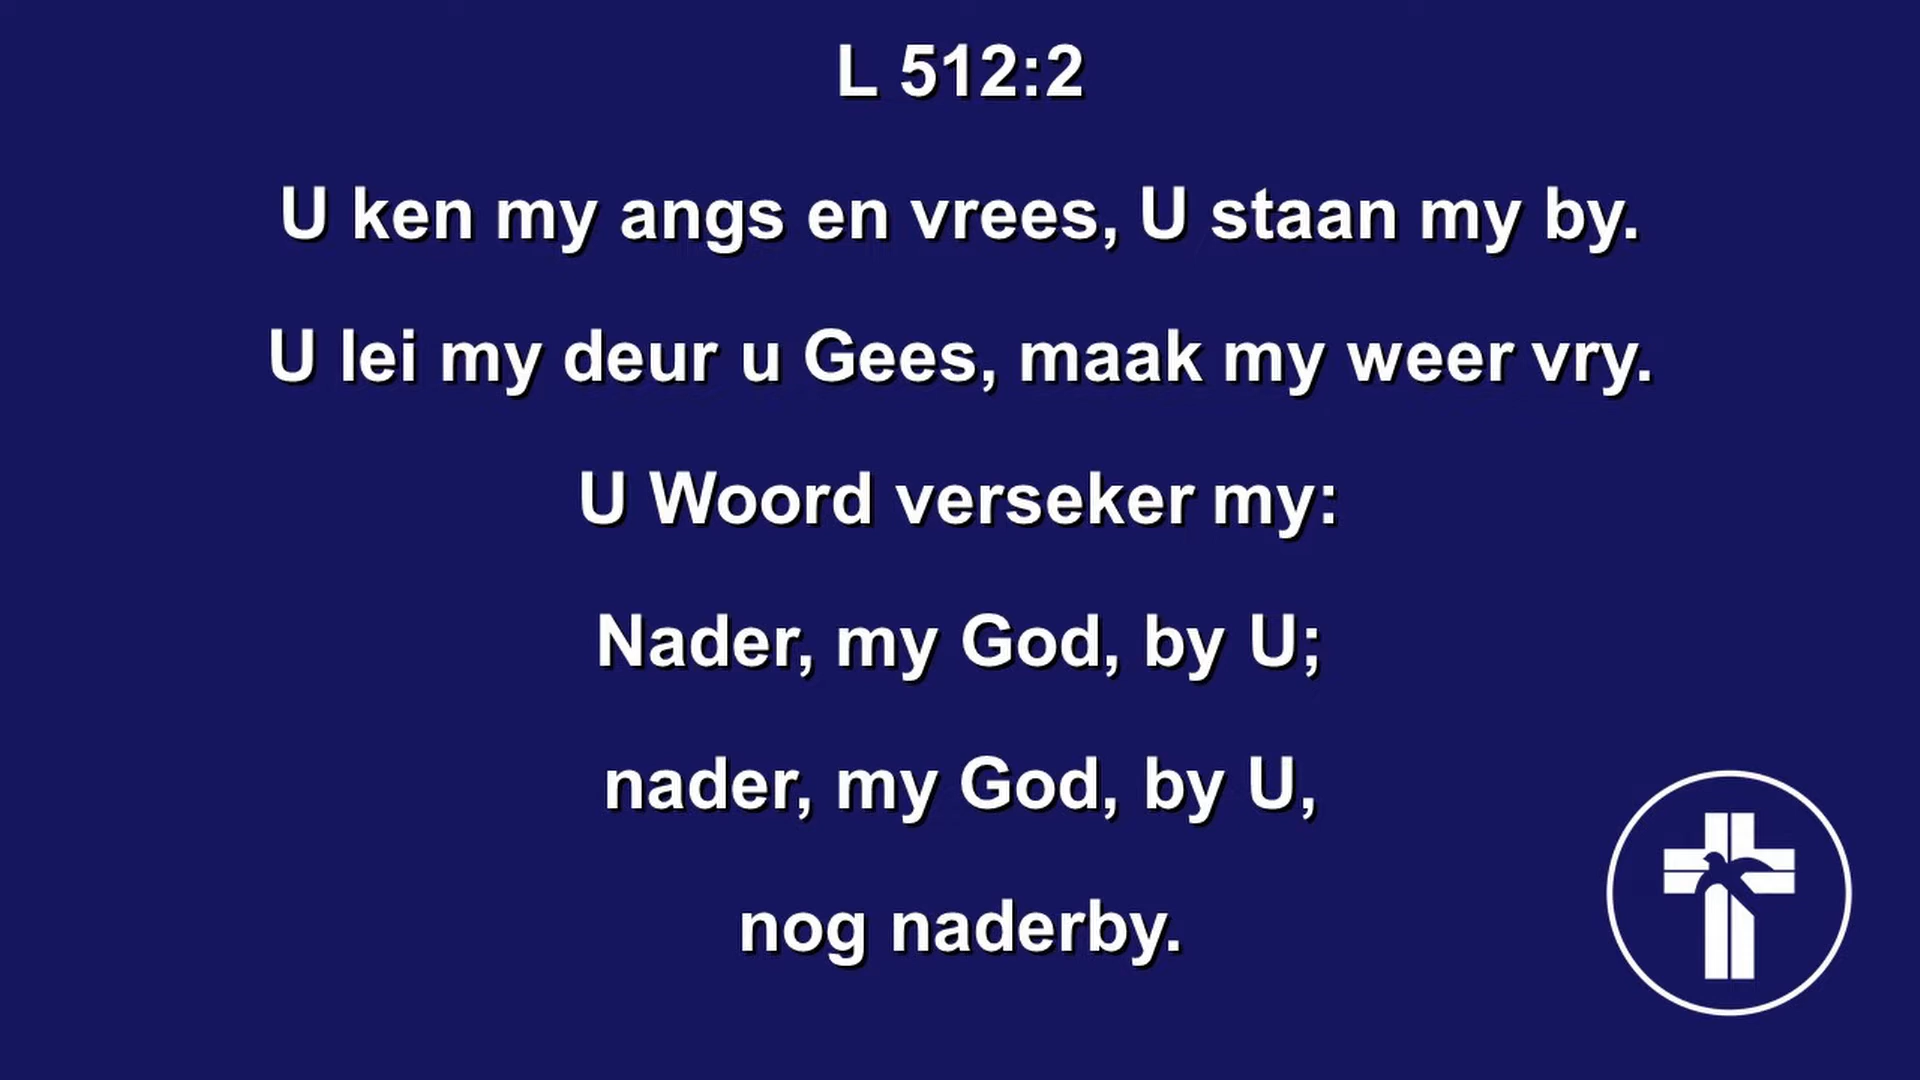 L 512:2
U ken my angs en vrees, U staan my by.
U lei my deur u Gees, maak my weer vry.
U Woord verseker my:
Nader, my God, by U;
nader, my God, by U,
nog naderby.